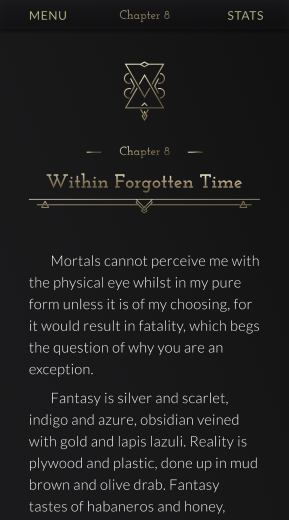 MENU Chapter 8 STATS
Chapter 8
Within Forgotten Time
Mortals cannot perceive me with
the physical eye whilst in my pure
form unless it is of my choosing, for
it would result in fatality, which begs
the question of why you are an
exception.
Fantasy is silver and scarlet,
indigo and azure, obsidian veined
with gold and lapis lazuli. Reality is
plywood and plastic, done up in mud
brown and olive drab. Fantasy
tastes of habaneros and honey,